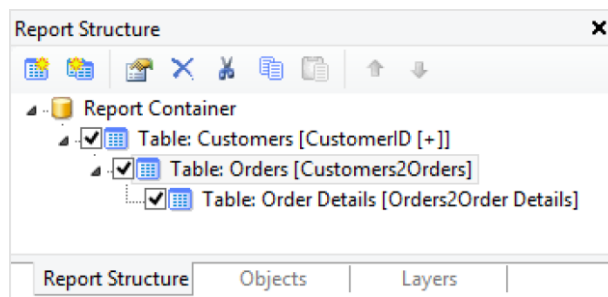 Report Structure
Report Container
Table: Customers [CustomerID [+]]
Table: Orders [Customers2Orders]
Table: Order Details [Orders2Order Details]
Report Structure Objects Layers